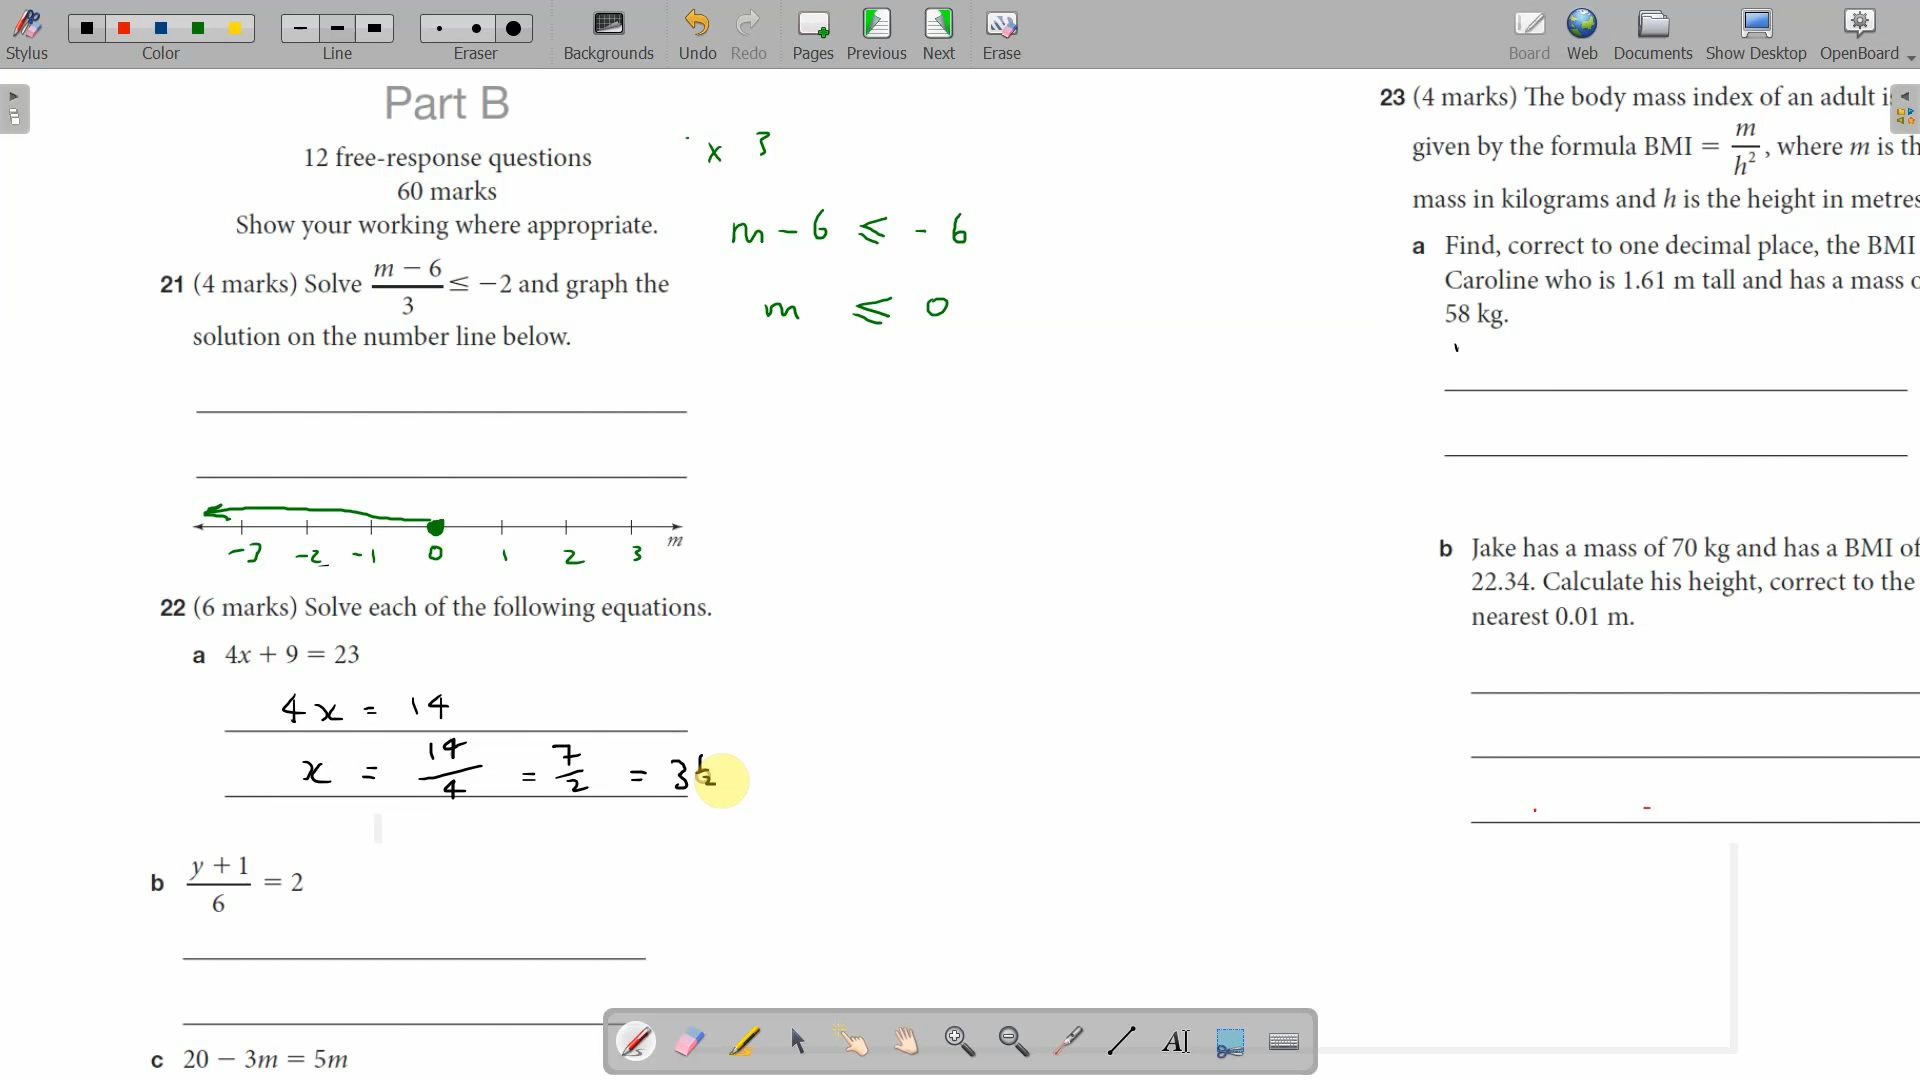 Stylus Color Line Eraser Backgrounds Undo Redo Pages Previous Next Erase Board Web Documents Show Desktop OpenBoard
Part B
12 free-response questions
60 marks
Show your working where appropriate.
21 (4 marks) Solve (m − 6)/3 ≤ −2 and graph the
solution on the number line below.
× 3
m − 6 ≤ − 6
m ≤ 0
m
−3 −2 −1 0 1 2 3
22 (6 marks) Solve each of the following equations.
a 4x + 9 = 23
4x = 14
x = 14/4 = 7/2 = 3½
b (y + 1)/6 = 2
c 20 − 3m = 5m
23 (4 marks) The body mass index of an adult
given by the formula BMI = m/h², where m is
mass in kilograms and h is the height in metres
a Find, correct to one decimal place, the BMI
Caroline who is 1.61 m tall and has a mass
58 kg.
b Jake has a mass of 70 kg and has a BMI of
22.34. Calculate his height, correct to the
nearest 0.01 m.
AI